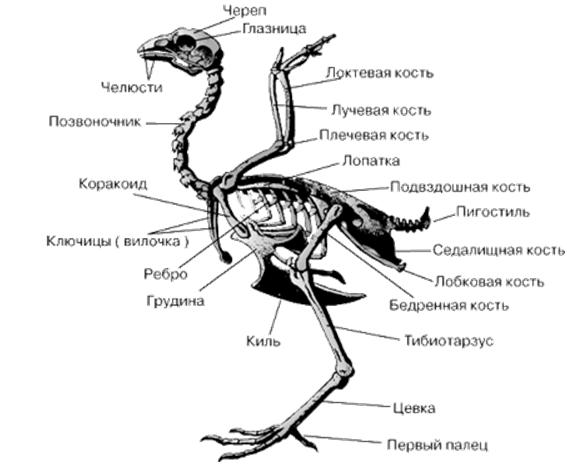 Череп
Глазница
Челюсти
Локтевая кость
Лучевая кость
Позвоночник
Плечевая кость
Лопатка
Коракоид
Подвздошная кость
Пигостиль
Ключицы ( вилочка )
Седалищная кость
Ребро
Лобковая кость
Грудина
Бедренная кость
Киль
Тибиотарзус
Цевка
Первый палец